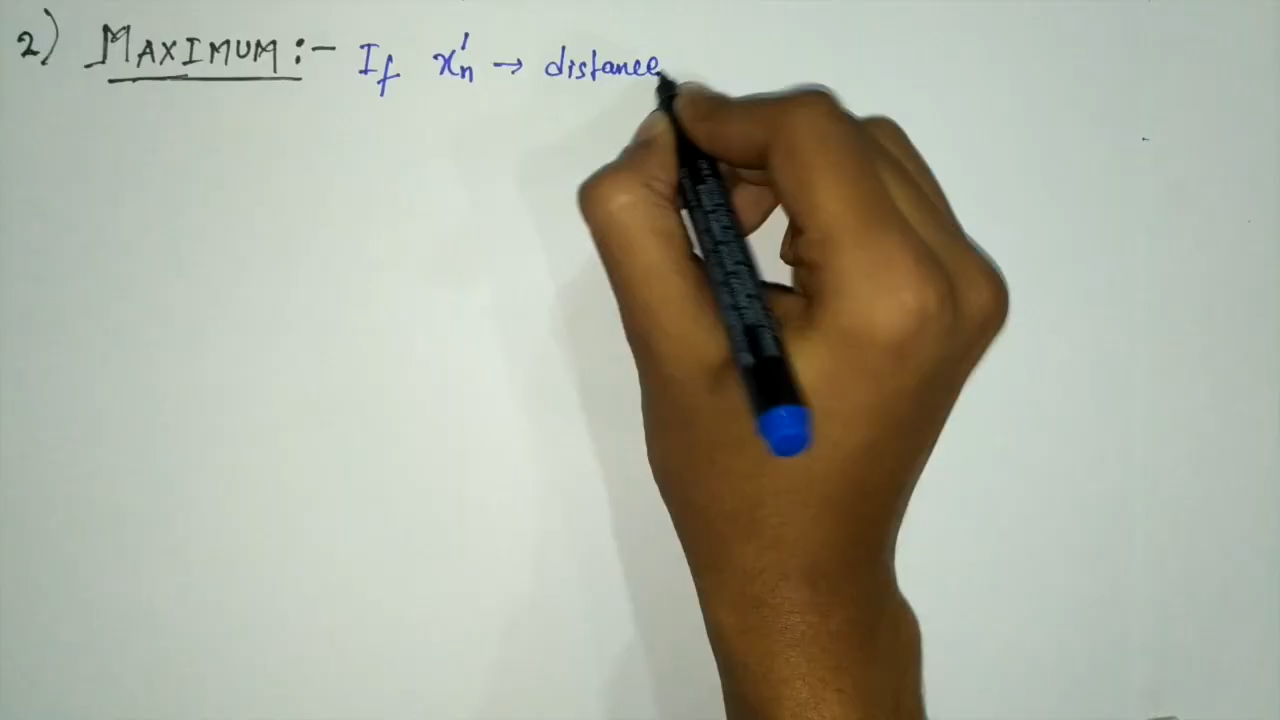 2) MAXIMUM :- If x'ₙ → distance